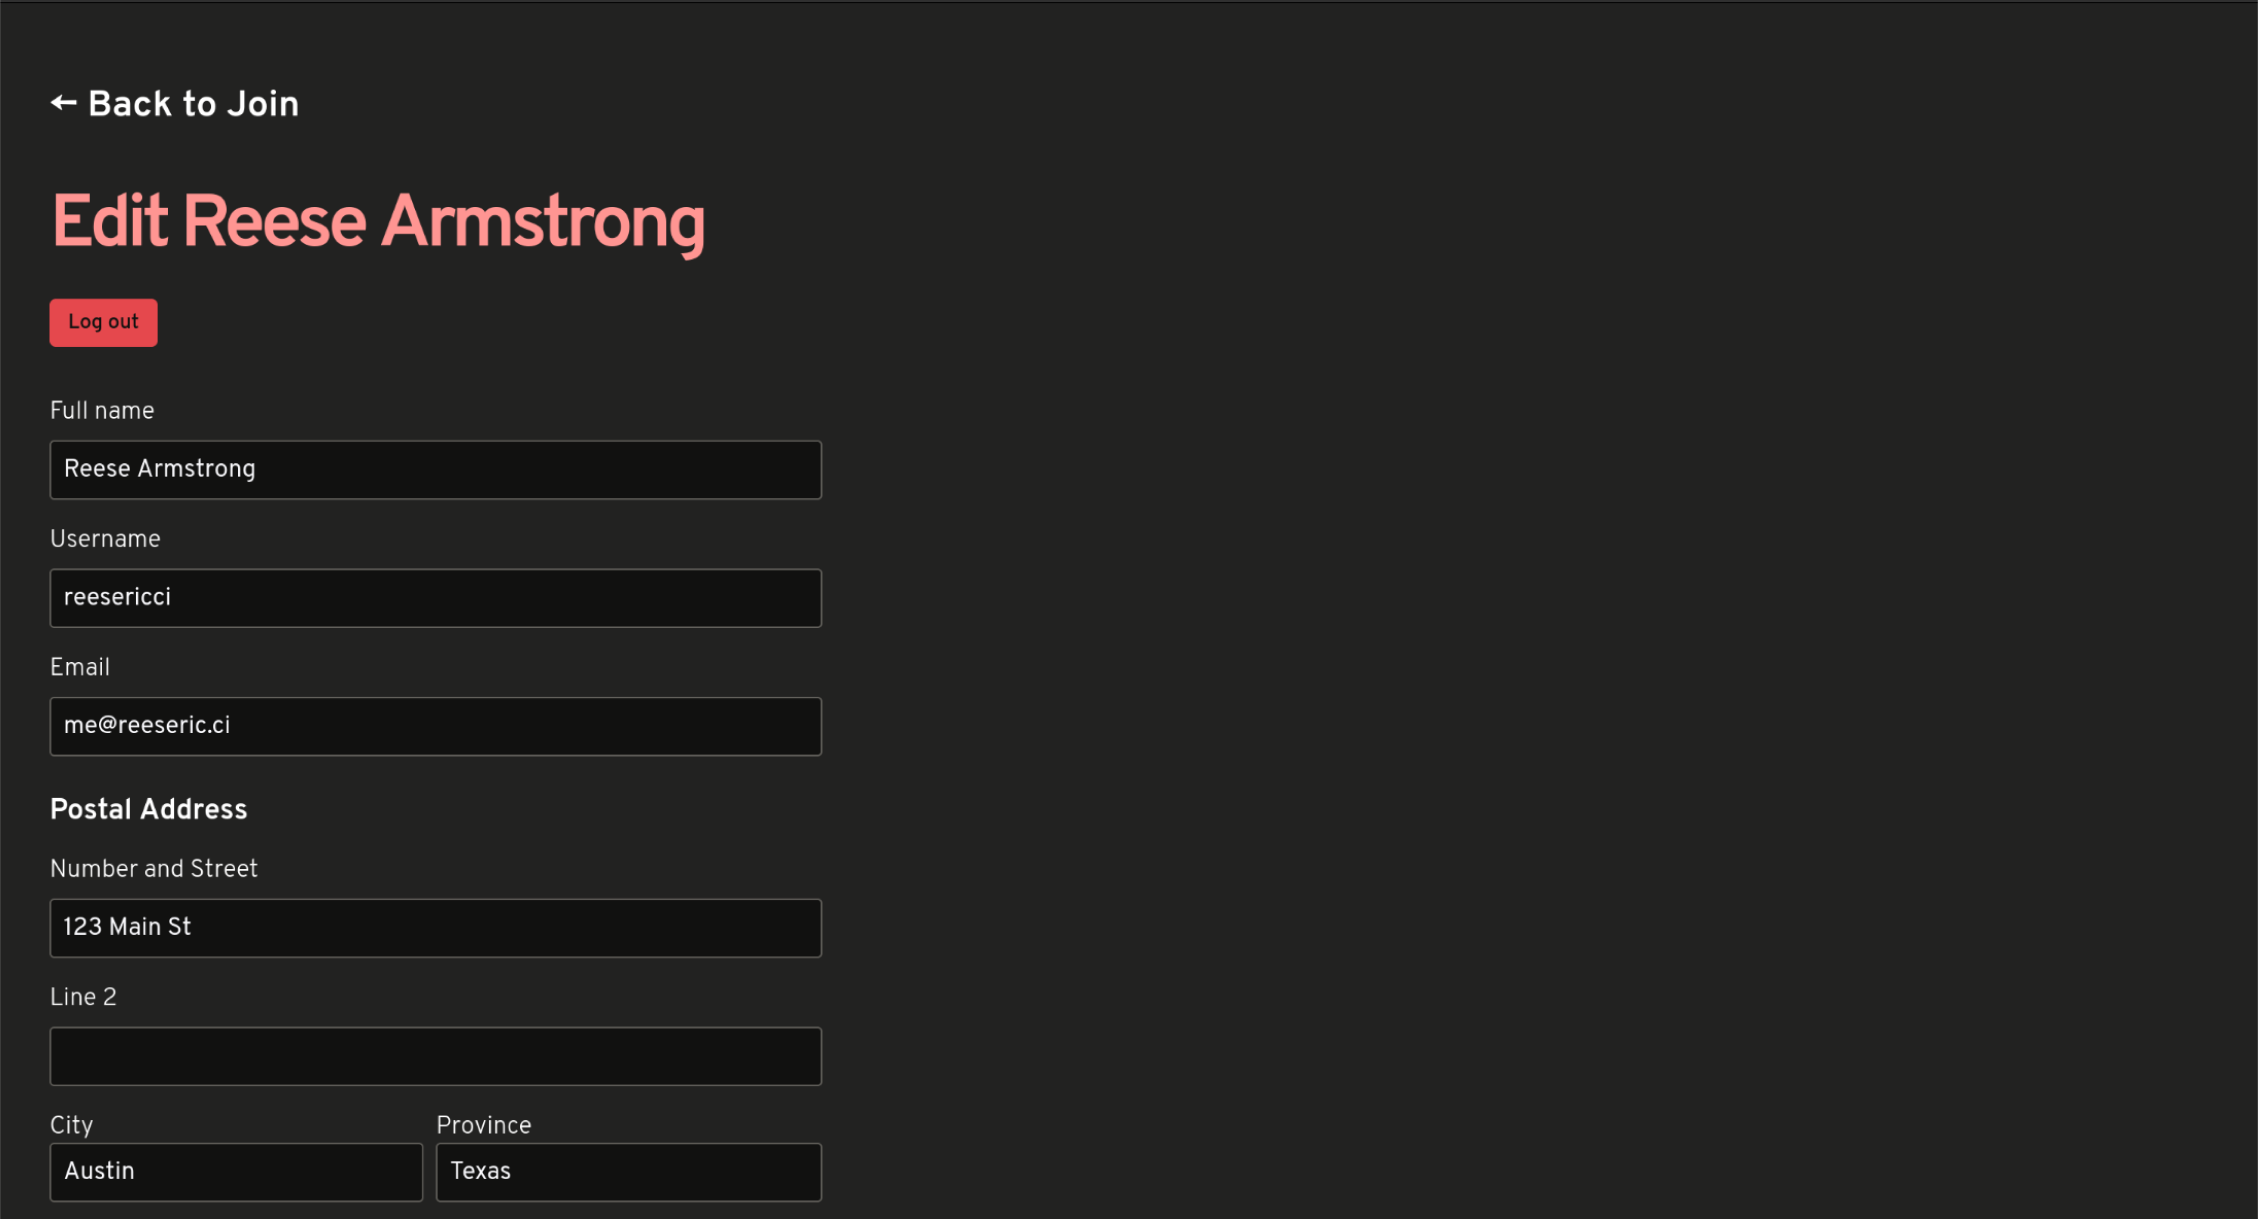 ← Back to Join
Edit Reese Armstrong
Log out
Full name
Reese Armstrong
Username
reesericci
Email
me@reeseric.ci
Postal Address
Number and Street
123 Main St
Line 2
City Province
Austin Texas